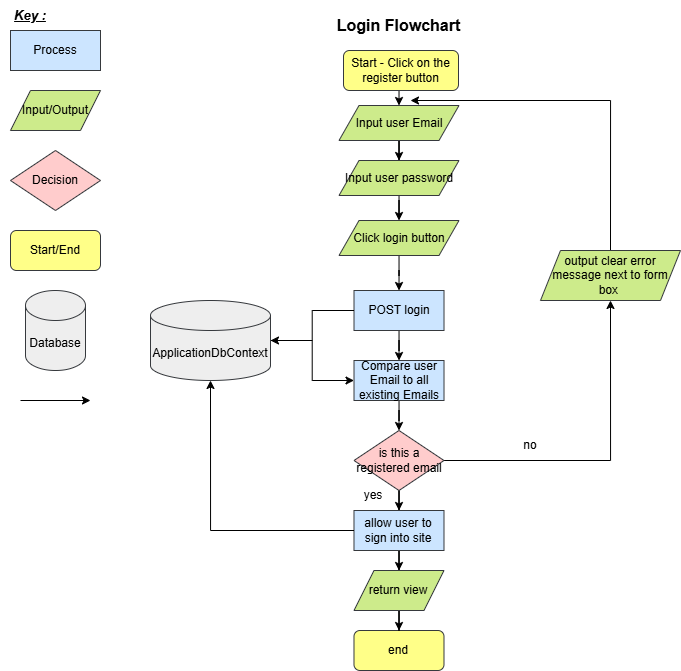 Key :
Process
Input/Output
Decision
Start/End
Database
Login Flowchart
Start - Click on the
register button
Input user Email
Input user password
Click login button
output clear error
message next to form
box
POST login
ApplicationDbContext
Compare user
Email to all
existing Emails
is this a
registered email
no
yes
allow user to
sign into site
return view
end